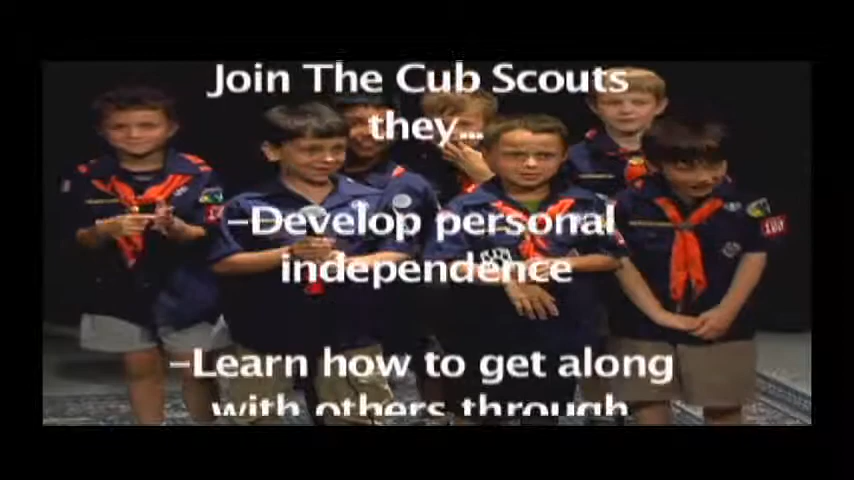 Join The Cub Scouts
they...
-Develop personal
independence
-Learn how to get along
with others through